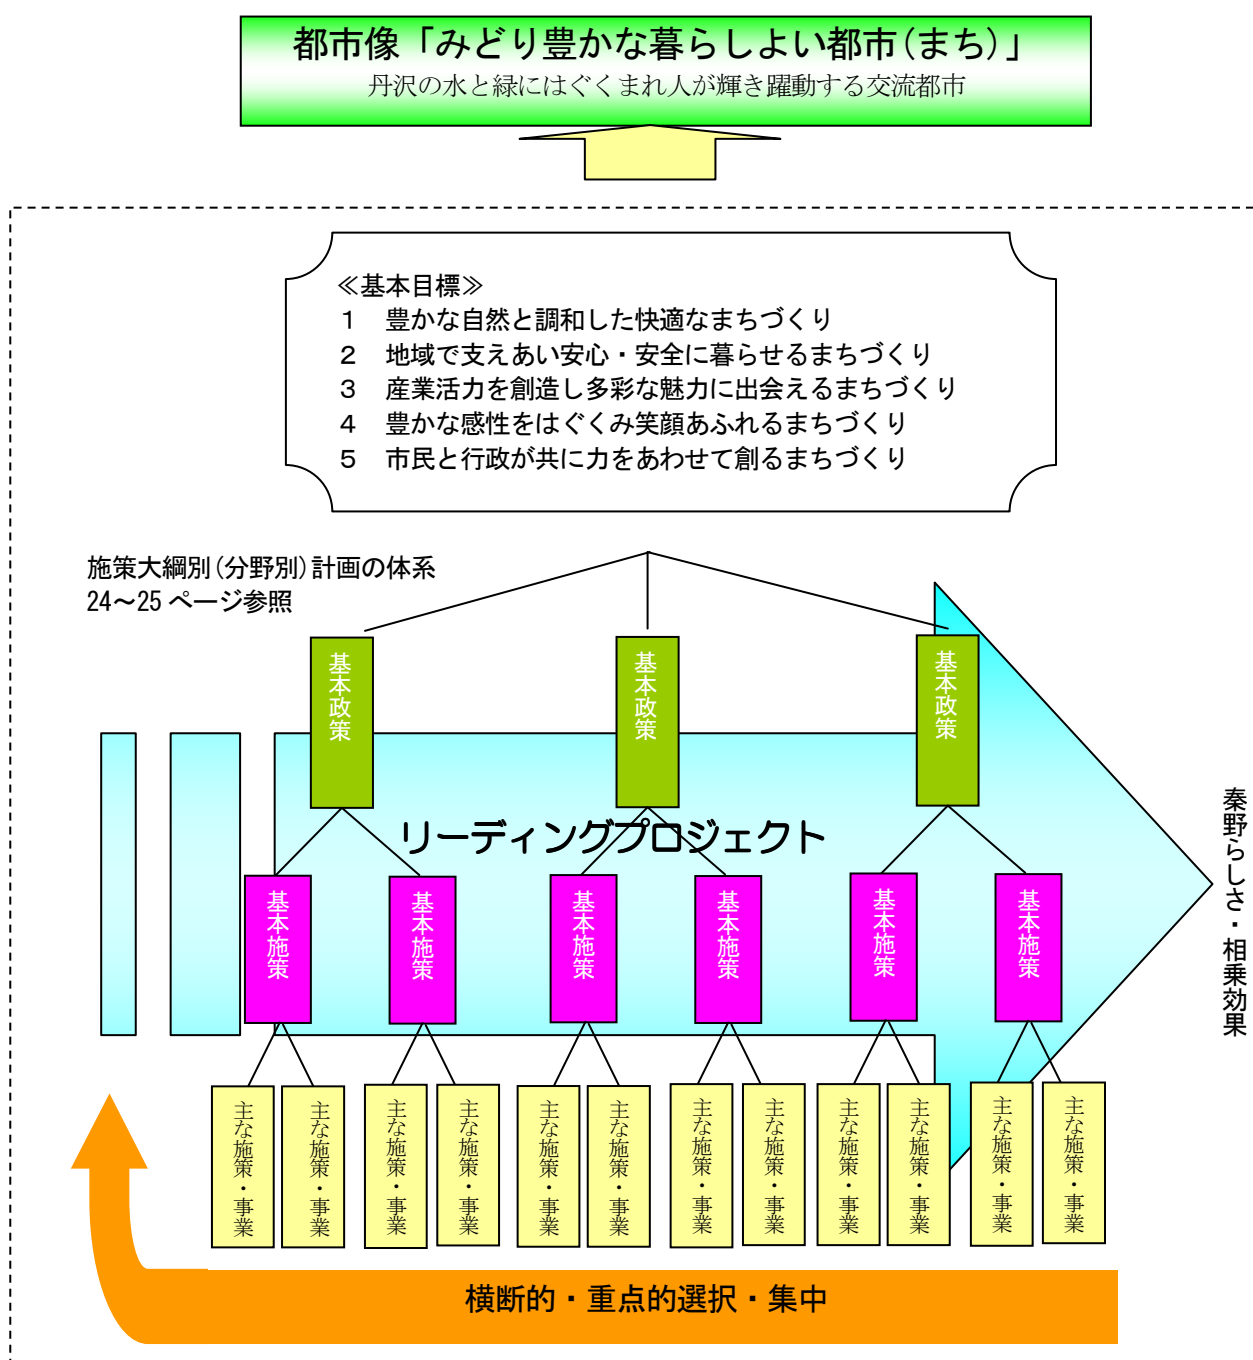 都市像「みどり豊かな暮らしよい都市(まち)」
丹沢の水と緑にはぐくまれ人が輝き躍動する交流都市
≪基本目標≫
１　豊かな自然と調和した快適なまちづくり
２　地域で支えあい安心・安全に暮らせるまちづくり
３　産業活力を創造し多彩な魅力に出会えるまちづくり
４　豊かな感性をはぐくみ笑顔あふれるまちづくり
５　市民と行政が共に力をあわせて創るまちづくり
施策大綱別(分野別)計画の体系
24～25 ページ参照
基本政策
基本政策
基本政策
リーディングプロジェクト
秦野らしさ・相乗効果
基本施策
基本施策
基本施策
基本施策
基本施策
基本施策
主な施策・事業
主な施策・事業
主な施策・事業
主な施策・事業
主な施策・事業
主な施策・事業
主な施策・事業
主な施策・事業
主な施策・事業
主な施策・事業
主な施策・事業
主な施策・事業
横断的・重点的選択・集中